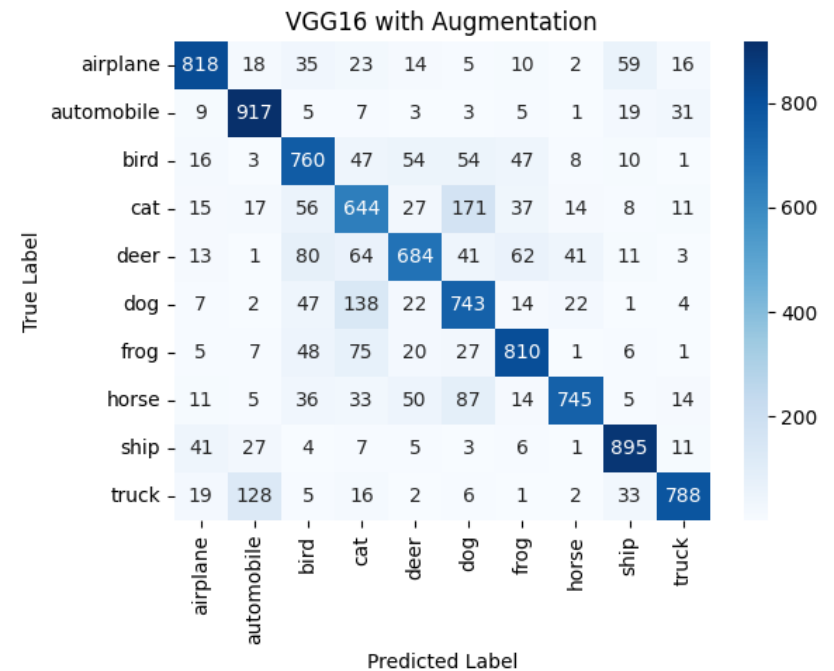 VGG16 with Augmentation
airplane 818 18 35 23 14 5 10 2 59 16
automobile 9 917 5 7 3 3 5 1 19 31
bird 16 3 760 47 54 54 47 8 10 1
cat 15 17 56 644 27 171 37 14 8 11
deer 13 1 80 64 684 41 62 41 11 3
dog 7 2 47 138 22 743 14 22 1 4
frog 5 7 48 75 20 27 810 1 6 1
horse 11 5 36 33 50 87 14 745 5 14
ship 41 27 4 7 5 3 6 1 895 11
truck 19 128 5 16 2 6 1 2 33 788
airplane automobile bird cat deer dog frog horse ship truck
Predicted Label
True Label
800
600
400
200